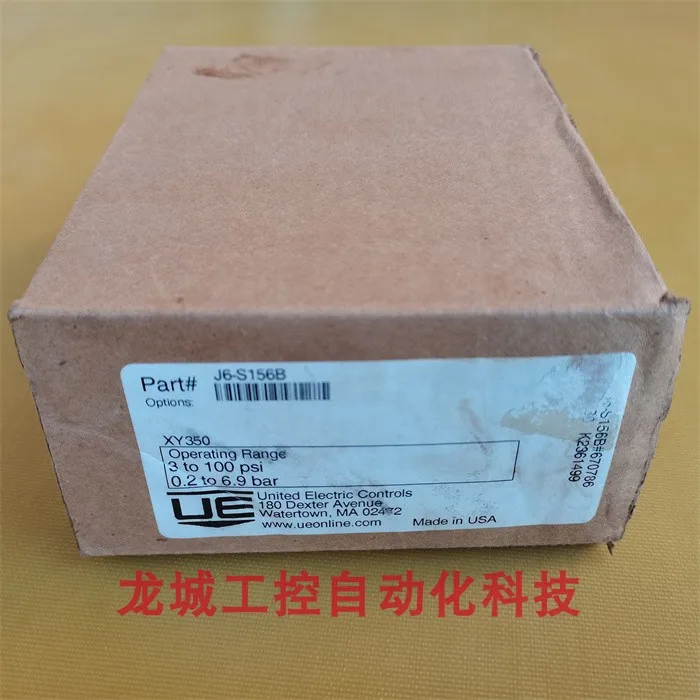 Part# J6-S156B
Options:
XY350
Operating Range
3 to 100 psi
0.2 to 6.9 bar
UE
United Electric Controls
180 Dexter Avenue
Watertown, MA 02472
www.ueonline.com
Made in USA
S156B#670786
K2361499
龙城工控自动化科技